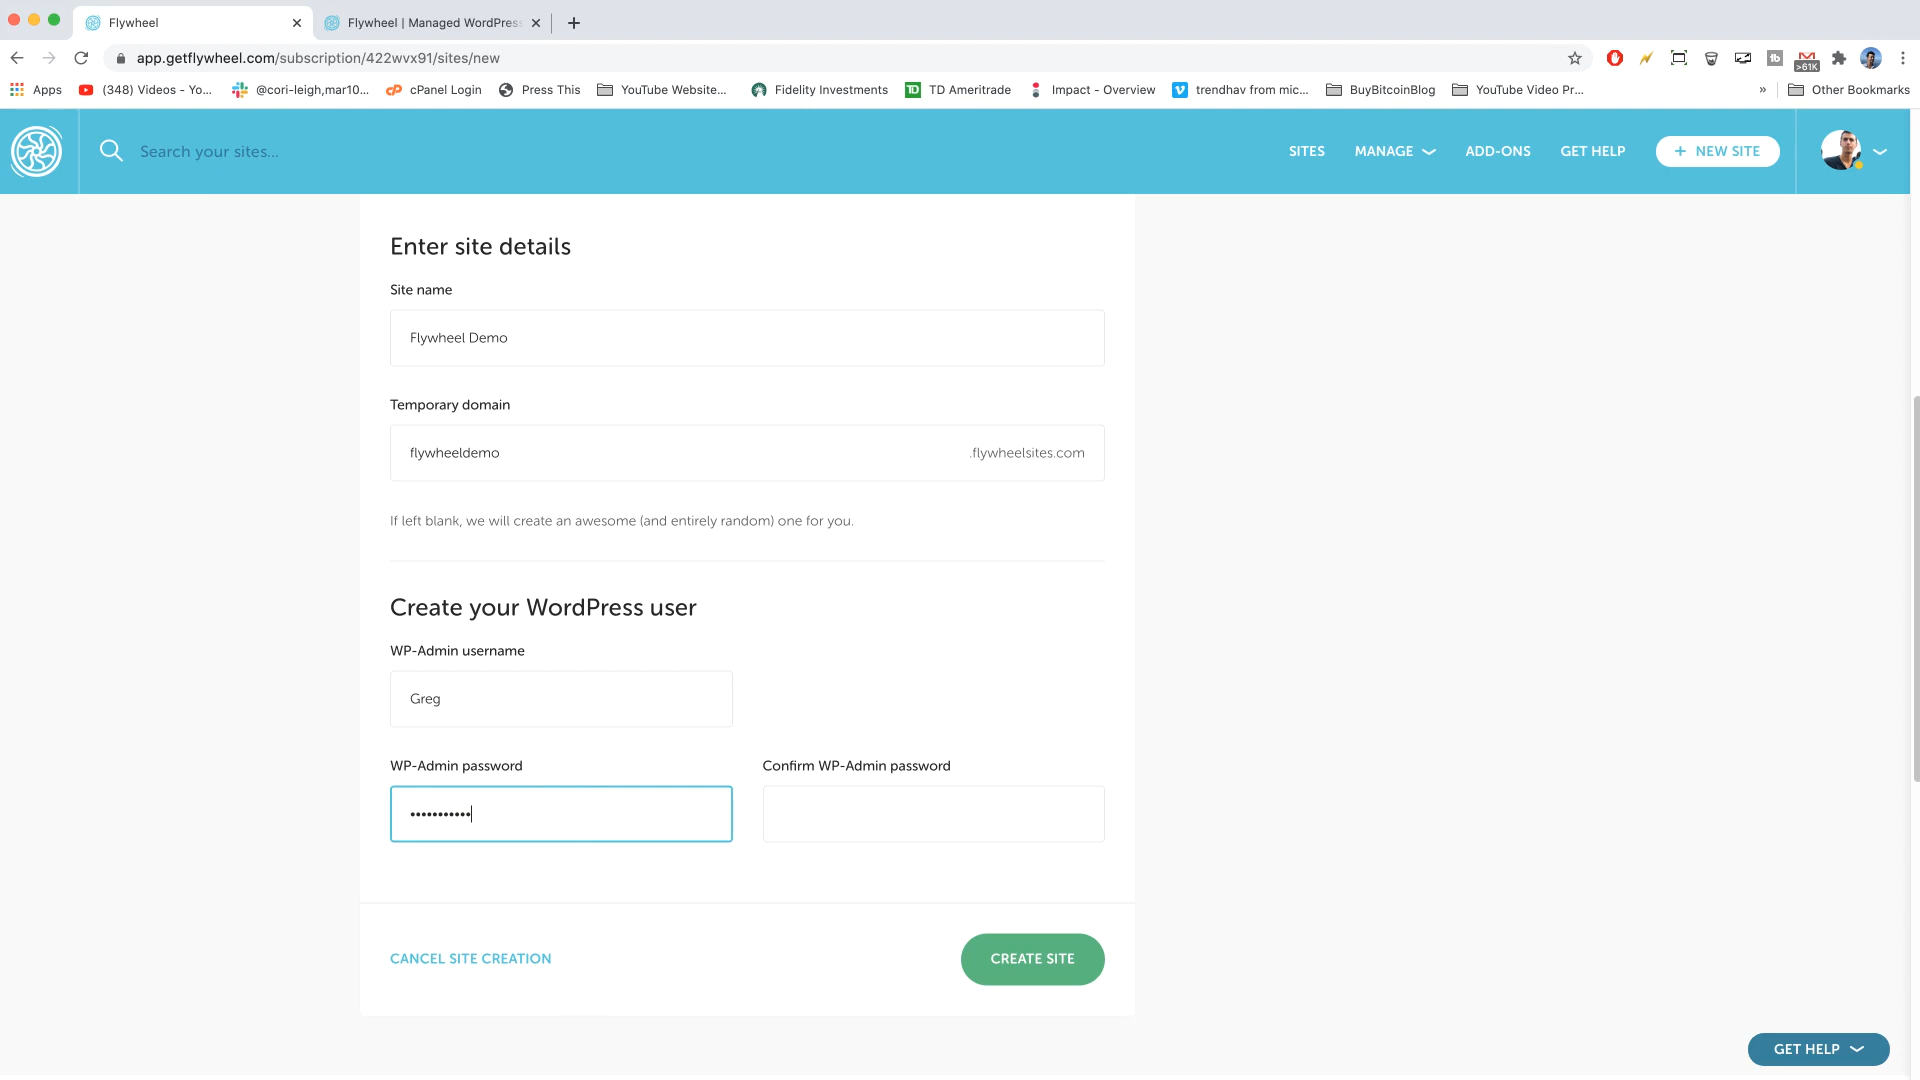 Flywheel
Flywheel | Managed WordPress
app.getflywheel.com/subscription/422wvx91/sites/new
>61K
Apps
(348) Videos - Yo...
@cori-leigh,mar10...
cPanel Login
Press This
YouTube Website...
Fidelity Investments
TD Ameritrade
Impact - Overview
trendhav from mic...
BuyBitcoinBlog
YouTube Video Pr...
»
Other Bookmarks
Search your sites...
SITES
MANAGE
ADD-ONS
GET HELP
+ NEW SITE
Enter site details
Site name
Flywheel Demo
Temporary domain
flywheeldemo
.flywheelsites.com
If left blank, we will create an awesome (and entirely random) one for you.
Create your WordPress user
WP-Admin username
Greg
WP-Admin password
Confirm WP-Admin password
•••••••••••
CANCEL SITE CREATION
CREATE SITE
GET HELP